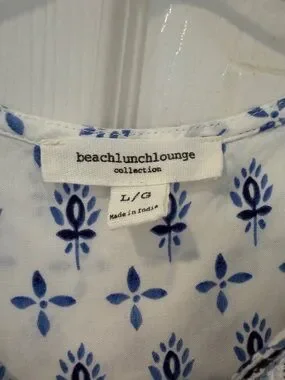 beachlunchlounge
collection
L/G
Made in India